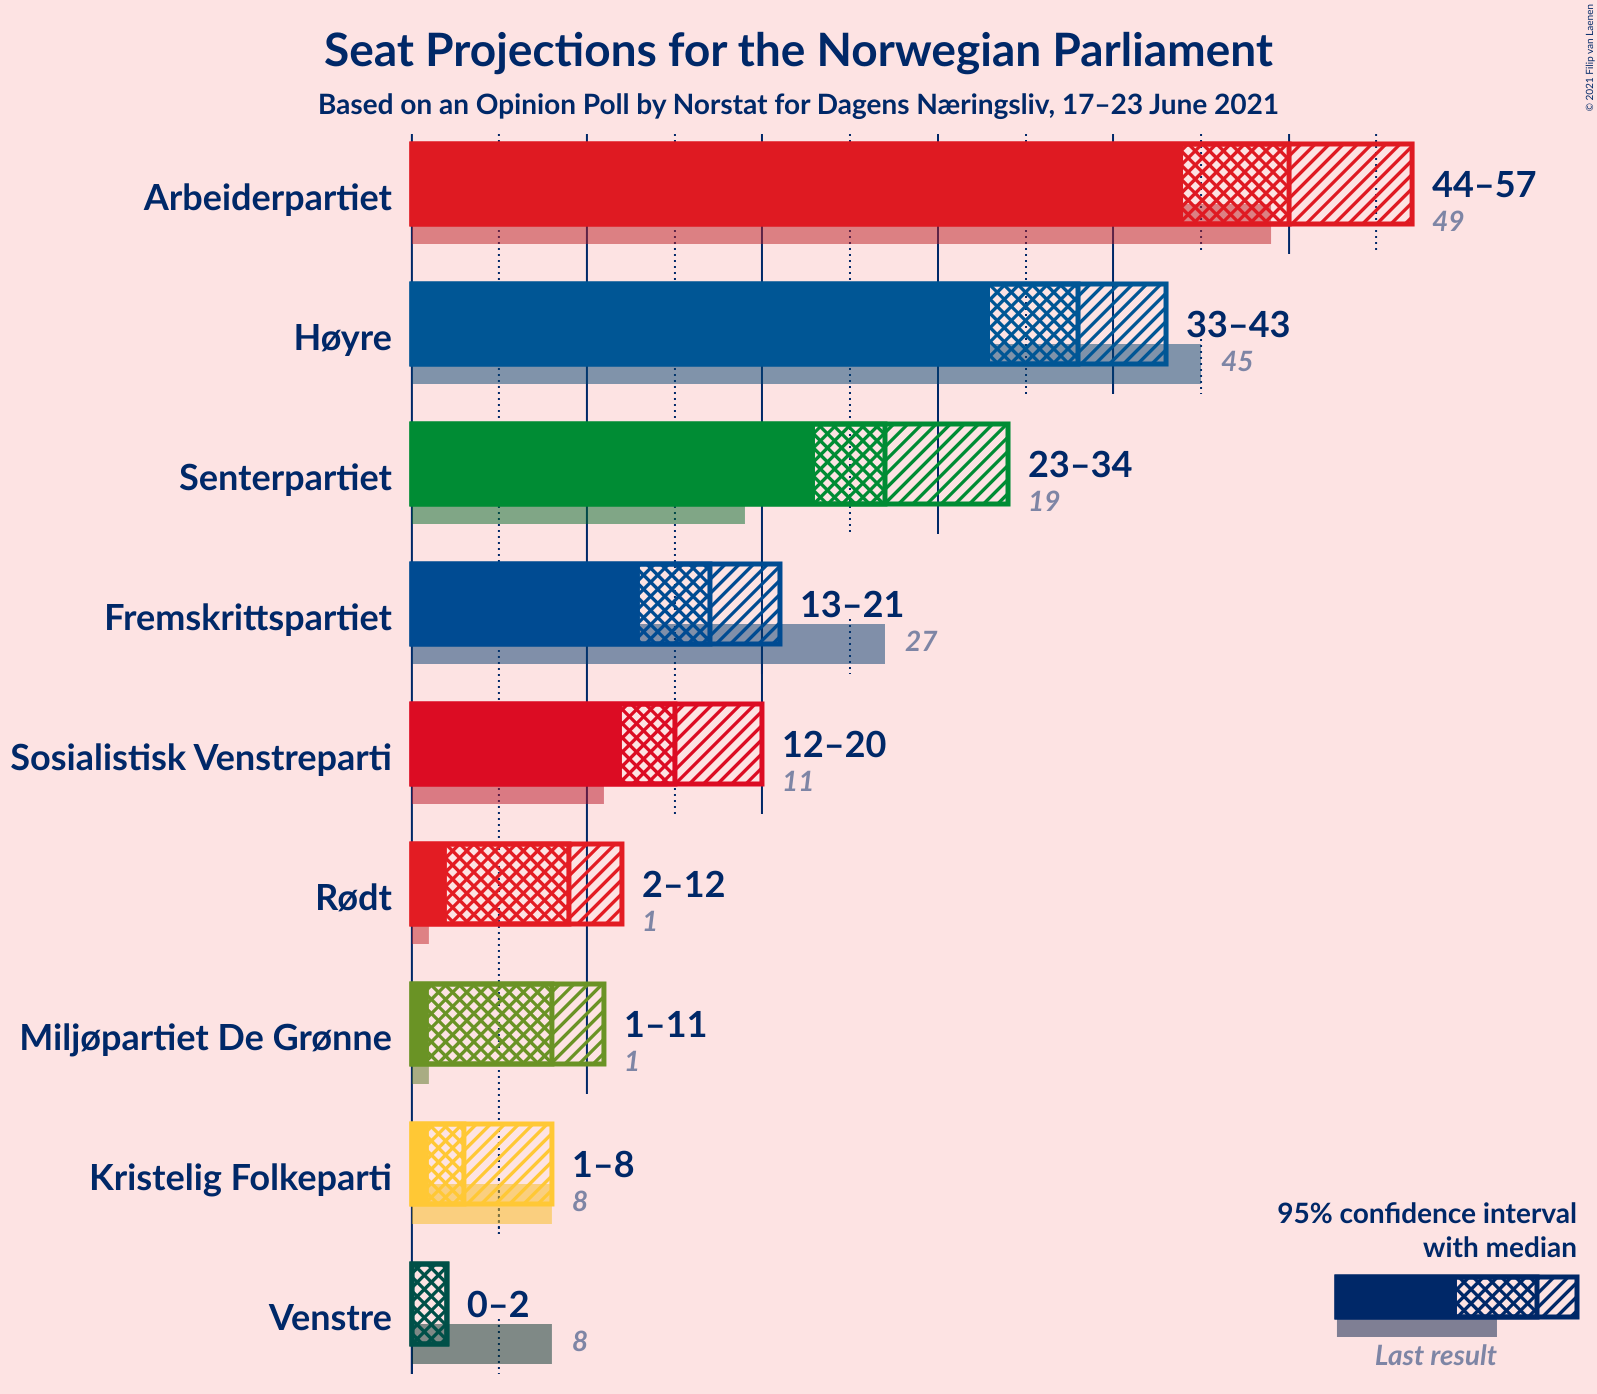 Seat Projections for the Norwegian Parliament
Based on an Opinion Poll by Norstat for Dagens Næringsliv, 17–23 June 2021
© 2021 Filip van Laenen
Arbeiderpartiet
44–57
49
Høyre
33–43
45
Senterpartiet
23–34
19
Fremskrittspartiet
13–21
27
Sosialistisk Venstreparti
12–20
11
Rødt
2–12
1
Miljøpartiet De Grønne
1–11
1
Kristelig Folkeparti
1–8
8
Venstre
0–2
8
95% confidence interval
with median
Last result